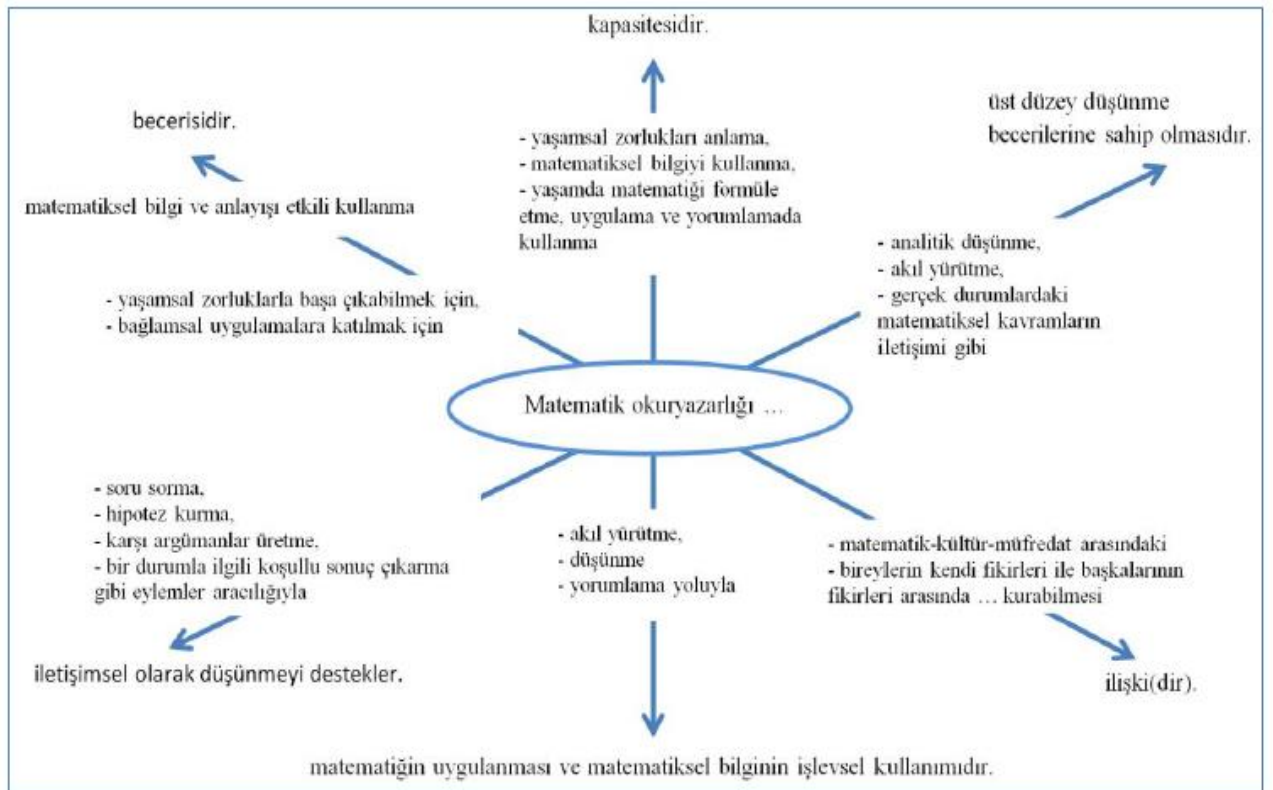 kapasitesidir.
becerisidir.
matematiksel bilgi ve anlayışı etkili kullanma
- yaşamsal zorluklarla başa çıkabilmek için,
- bağlamsal uygulamalara katılmak için
- yaşamsal zorlukları anlama,
- matematiksel bilgiyi kullanma,
- yaşamda matematiği formüle
etme, uygulama ve yorumlamada
kullanma
üst düzey düşünme
becerilerine sahip olmasıdır.
- analitik düşünme,
- akıl yürütme,
- gerçek durumlardaki
matematiksel kavramların
iletişimi gibi
Matematik okuryazarlığı ...
- soru sorma,
- hipotez kurma,
- karşı argümanlar üretme,
- bir durumla ilgili koşullu sonuç çıkarma
gibi eylemler aracılığıyla
iletişimsel olarak düşünmeyi destekler.
- akıl yürütme,
- düşünme
- yorumlama yoluyla
matematiğin uygulanması ve matematiksel bilginin işlevsel kullanımıdır.
- matematik-kültür-müfredat arasındaki
- bireylerin kendi fikirleri ile başkalarının
fikirleri arasında ... kurabilmesi
ilişki(dir).